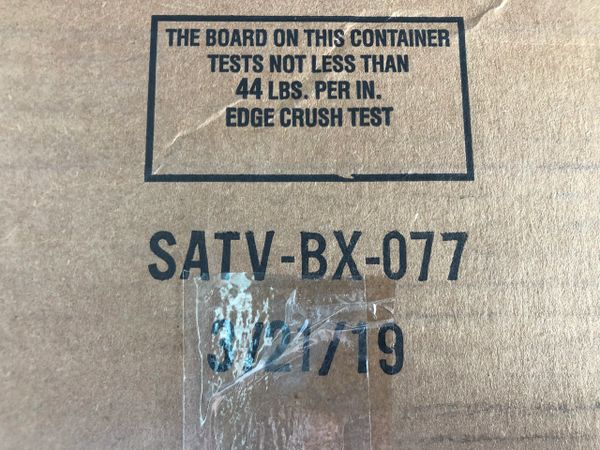 THE BOARD ON THIS CONTAINER
TESTS NOT LESS THAN
44 LBS. PER IN.
EDGE CRUSH TEST
SATV-BX-077
3/21/19